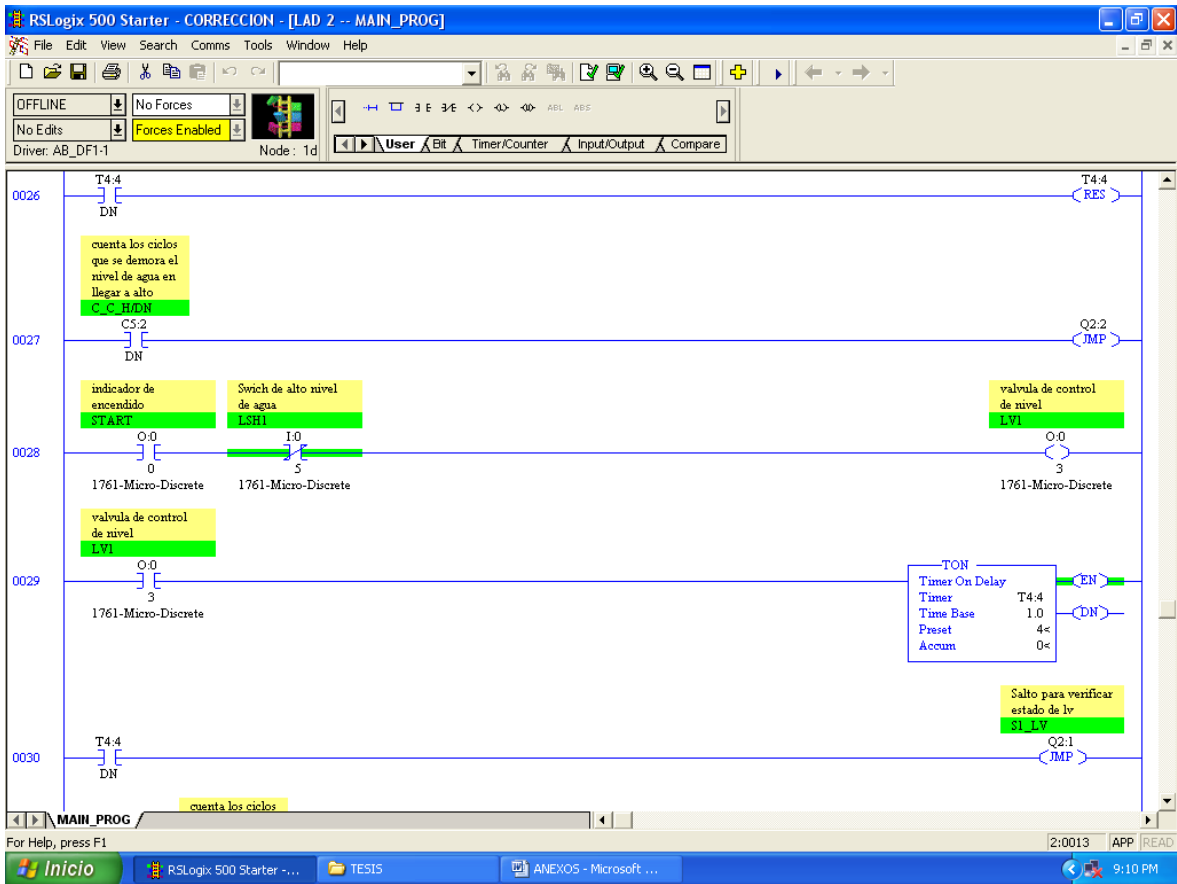 RSLogix 500 Starter - CORRECCION - [LAD 2 -- MAIN_PROG]
File Edit View Search Comms Tools Window Help
OFFLINE No Forces
No Edits Forces Enabled
Driver: AB_DF1-1 Node : 1d
ABL ABS
User Bit Timer/Counter Input/Output Compare
T4:4 T4:4
0026 RES
DN
cuenta los ciclos
que se demora el
nivel de agua en
llegar a alto
C_C_H/DN
C5:2 Q2:2
0027 JMP
DN
indicador de Swich de alto nivel valvula de control
encendido de agua de nivel
START LSH1 LV1
O:0 I:0 O:0
0028
0 5 3
1761-Micro-Discrete 1761-Micro-Discrete 1761-Micro-Discrete
valvula de control
de nivel
LV1
O:0 TON
0029 Timer On Delay EN
3 Timer T4:4
1761-Micro-Discrete Time Base 1.0 DN
Preset 4<
Accum 0<
Salto para verificar
estado de lv
S1_LV
T4:4 Q2:1
0030 JMP
DN
cuenta los ciclos
MAIN_PROG
For Help, press F1 2:0013 APP READ
Inicio RSLogix 500 Starter -... TESIS ANEXOS - Microsoft ... 9:10 PM